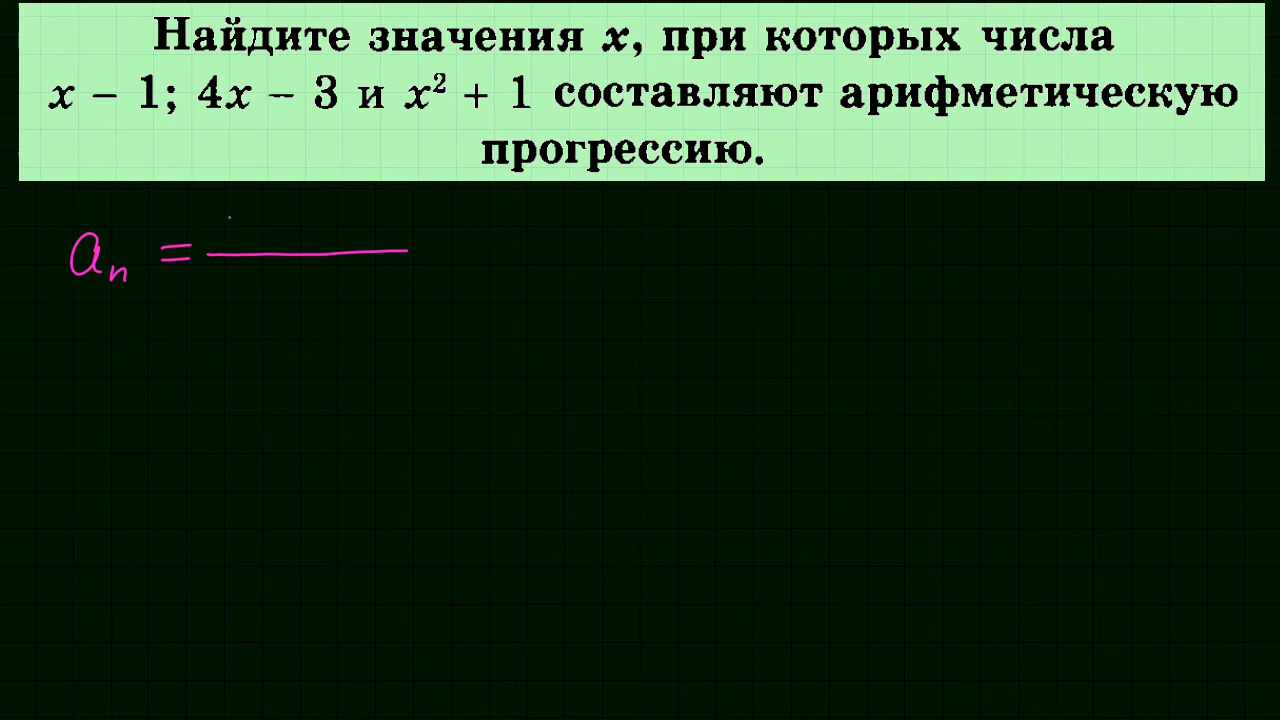 Найдите значения x, при которых числа
x − 1; 4x − 3 и x² + 1 составляют арифметическую
прогрессию.
aₙ = ―